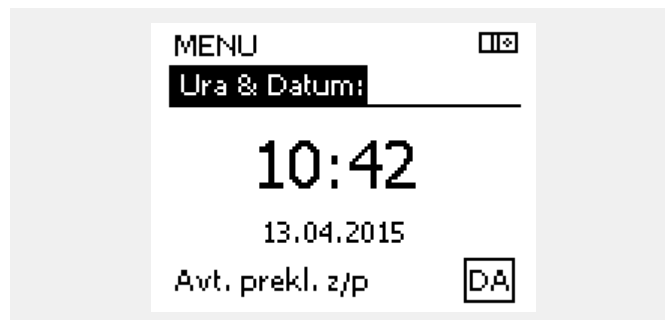 MENU
Ura & Datum:
10:42
13.04.2015
Avt. prekl. z/p DA